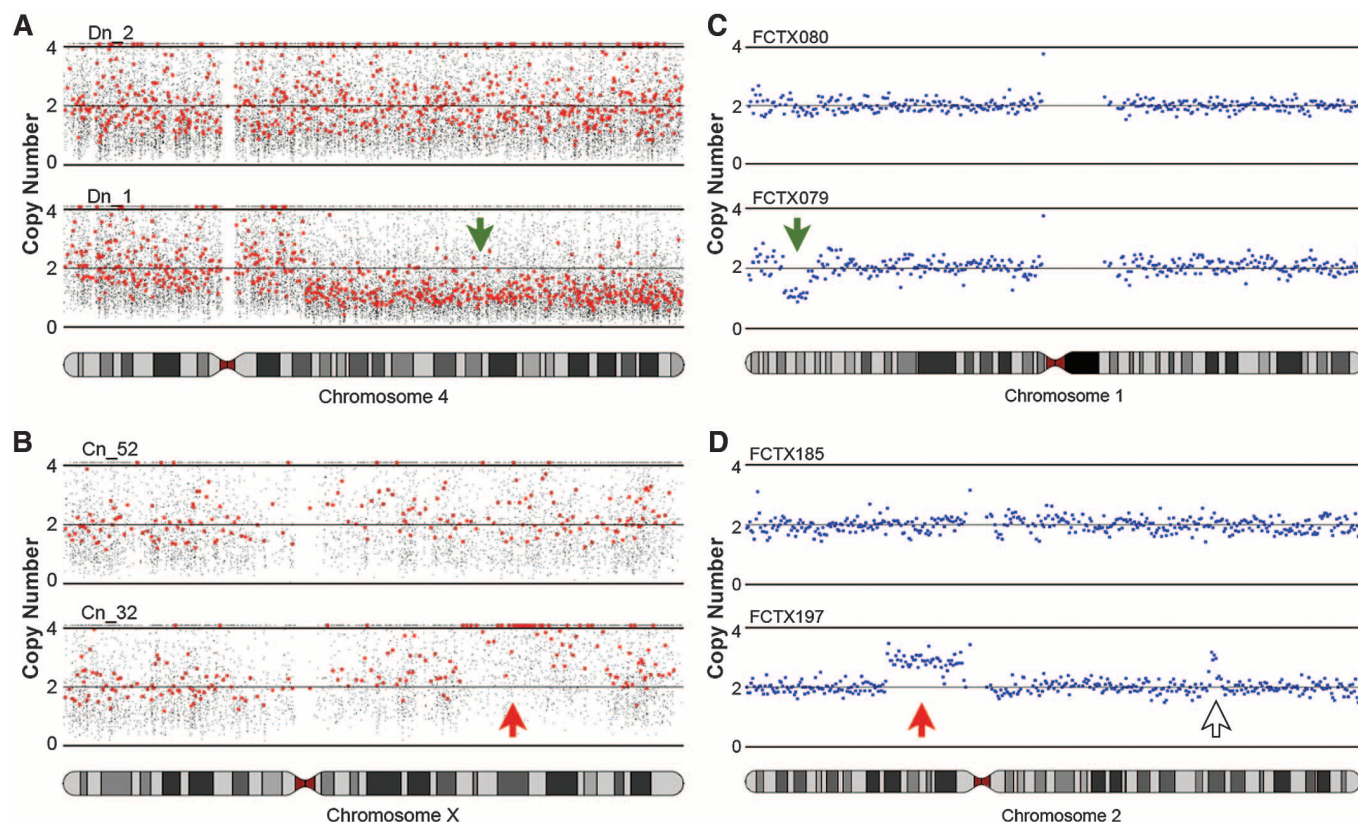 A
Dn_2
4
2
0
Copy Number
Dn_1
4
2
0
Chromosome 4
B
Cn_52
4
2
0
Copy Number
Cn_32
4
2
0
Chromosome X
C
FCTX080
4
2
0
Copy Number
FCTX079
4
2
0
Chromosome 1
D
FCTX185
4
2
0
Copy Number
FCTX197
4
2
0
Chromosome 2